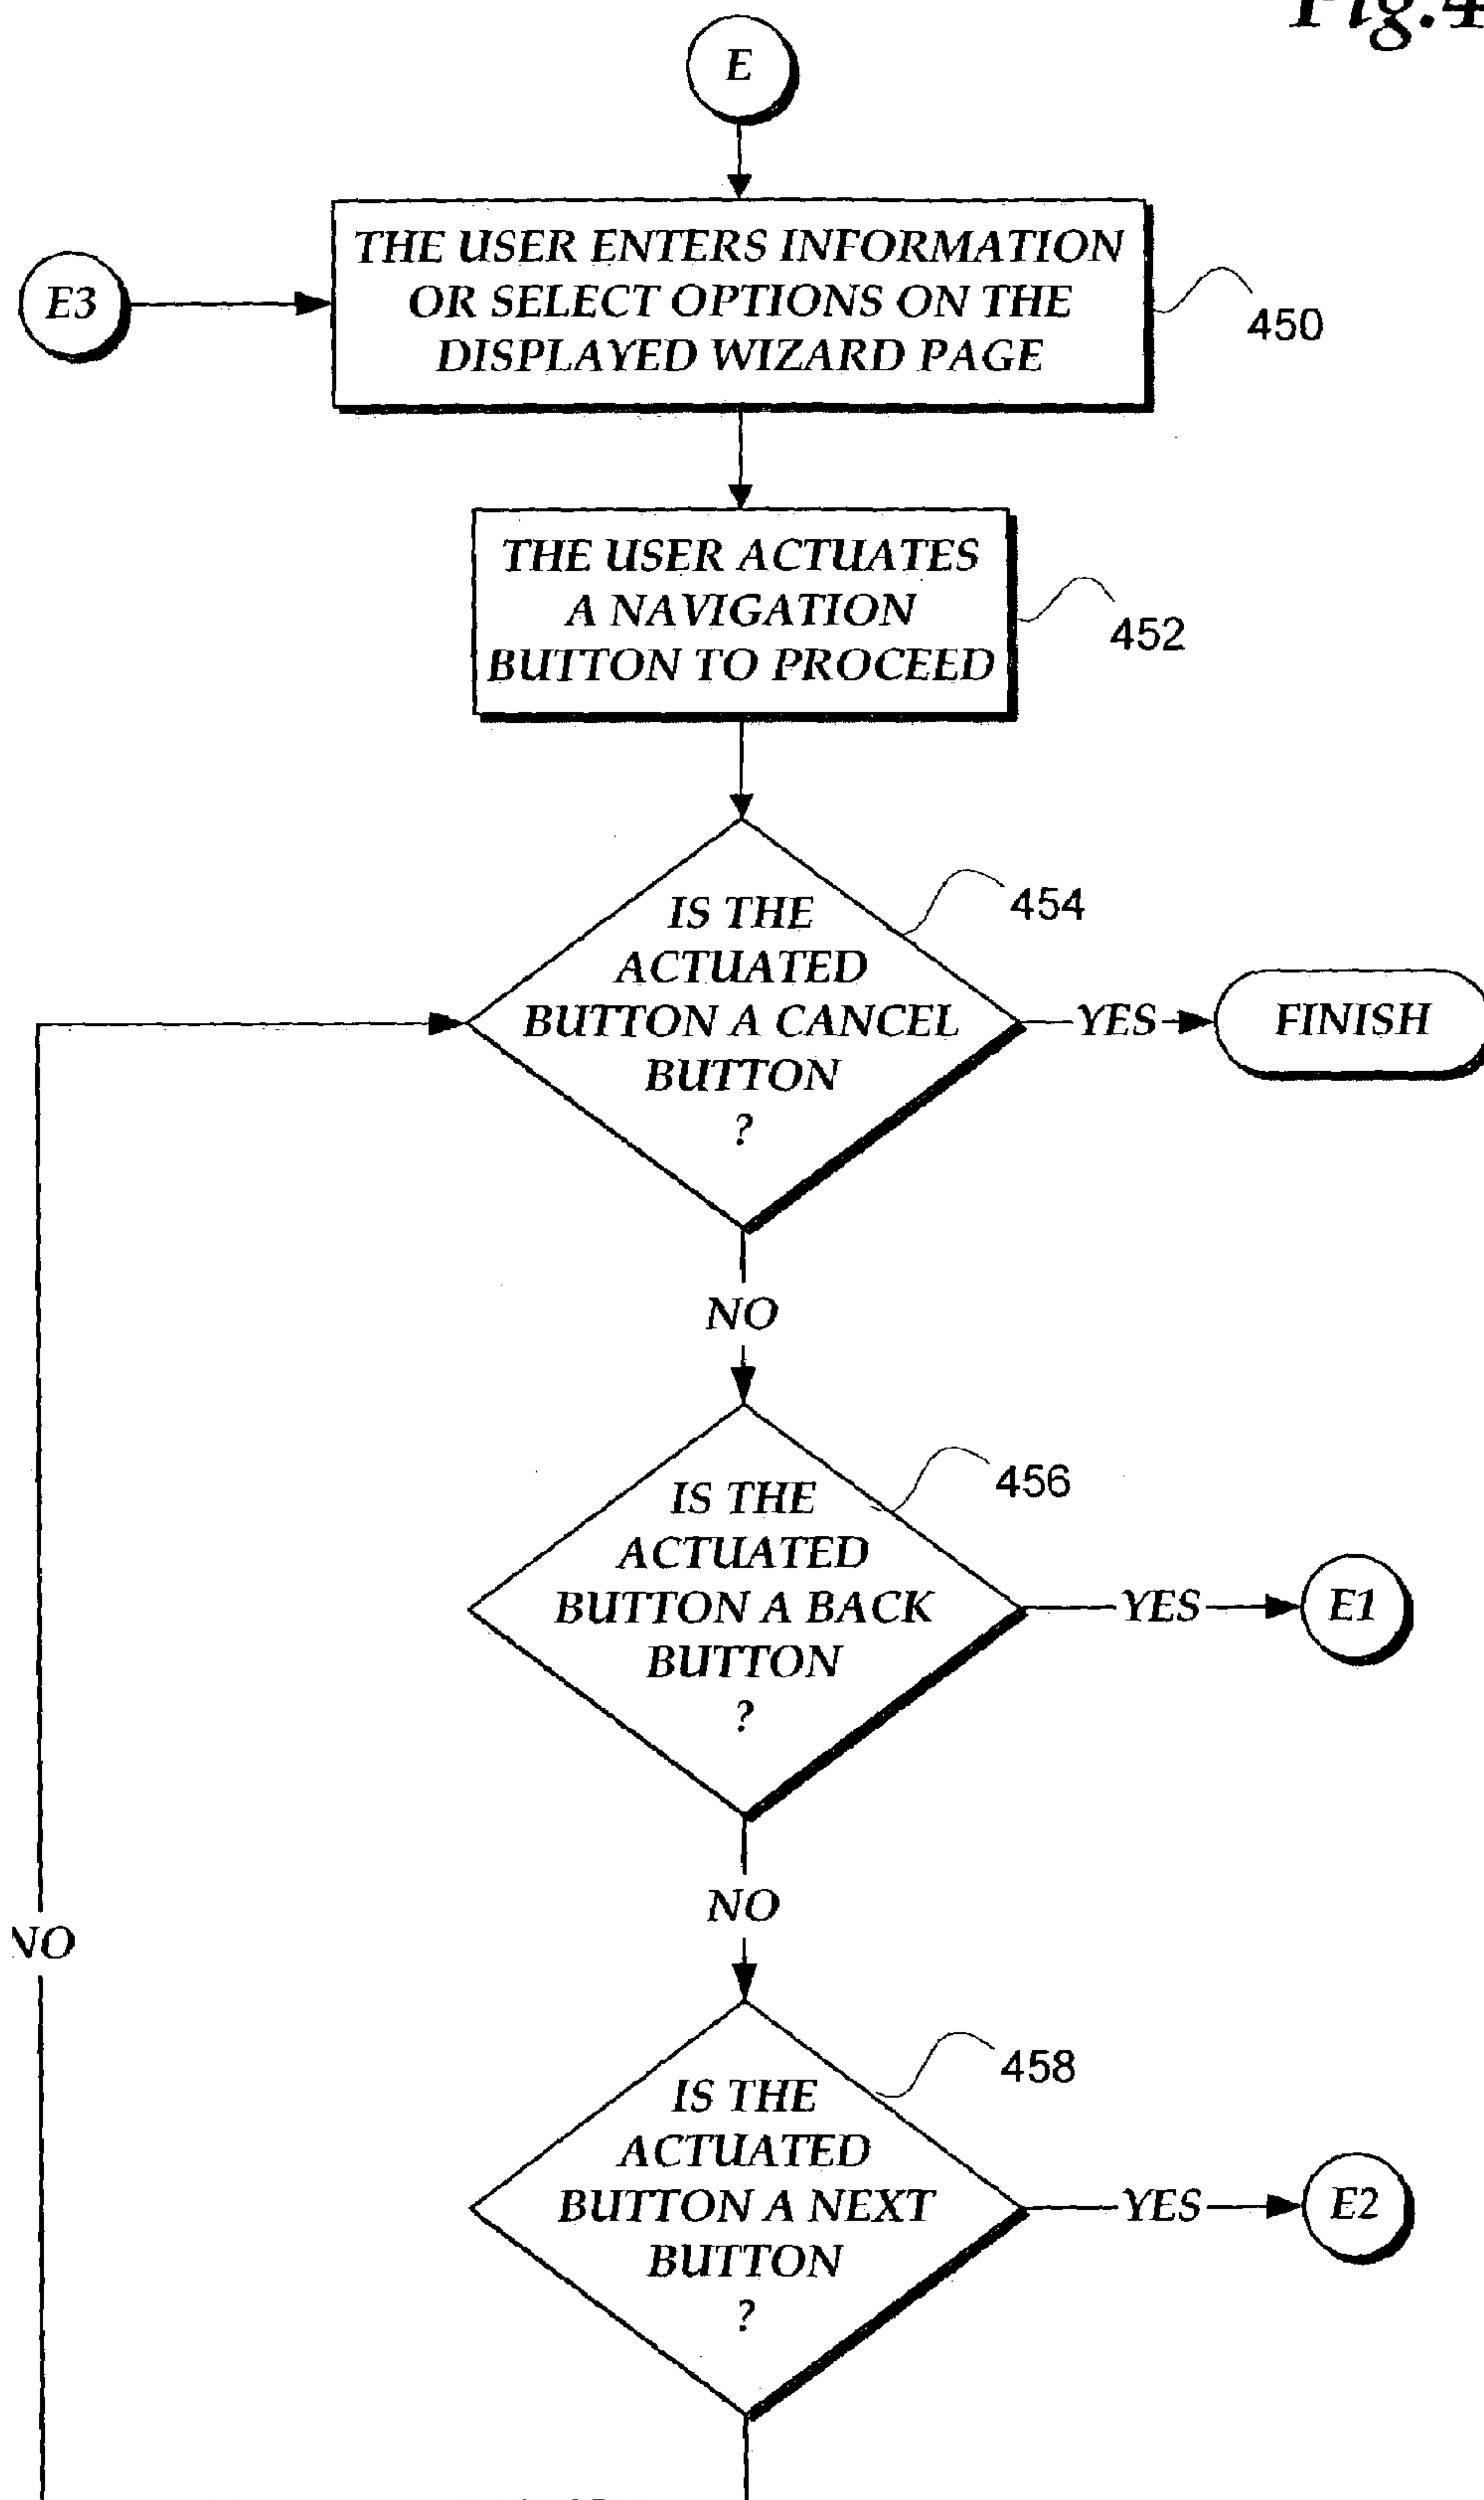 Fig.4
E
THE USER ENTERS INFORMATION
OR SELECT OPTIONS ON THE
DISPLAYED WIZARD PAGE
E3
450
THE USER ACTUATES
A NAVIGATION
BUTTON TO PROCEED
452
IS THE
ACTUATED
BUTTON A CANCEL
BUTTON
?
454
YES
FINISH
NO
IS THE
ACTUATED
BUTTON A BACK
BUTTON
?
456
YES
E1
NO
NO
IS THE
ACTUATED
BUTTON A NEXT
BUTTON
?
458
YES
E2